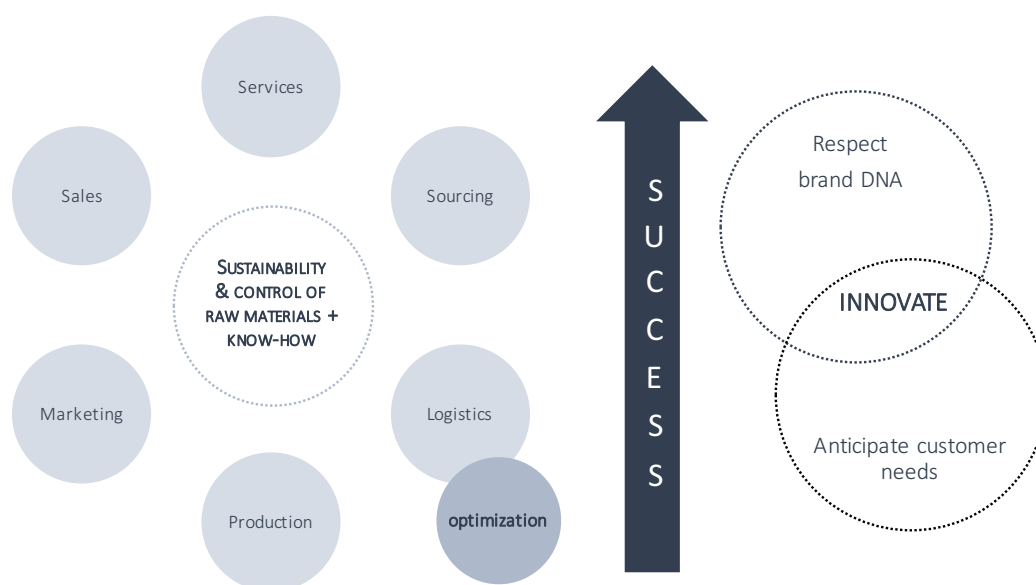 Services
Sales
Sourcing
SUSTAINABILITY
& CONTROL OF
RAW MATERIALS +
KNOW-HOW
Marketing
Logistics
Production
optimization
SUCCESS
Respect
brand DNA
INNOVATE
Anticipate customer
needs